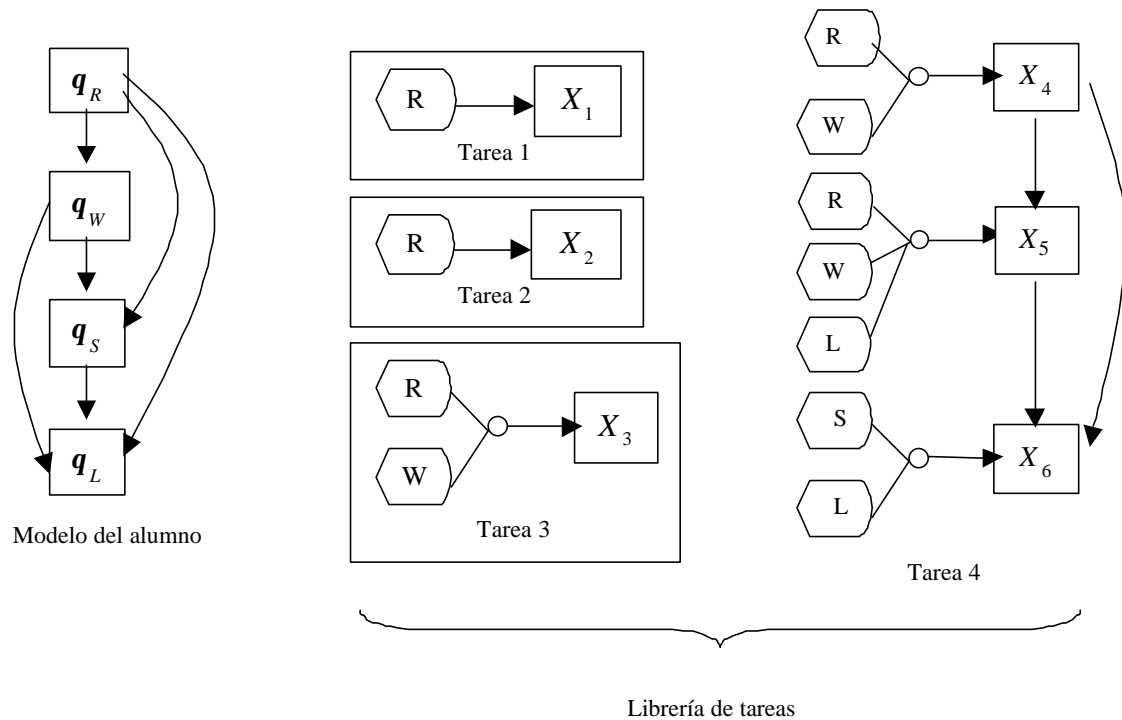 q_R
q_W
q_S
q_L
Modelo del alumno
R
X_1
Tarea 1
R
X_2
Tarea 2
R
W
X_3
Tarea 3
R
W
X_4
R
W
L
X_5
S
L
X_6
Tarea 4
Librería de tareas